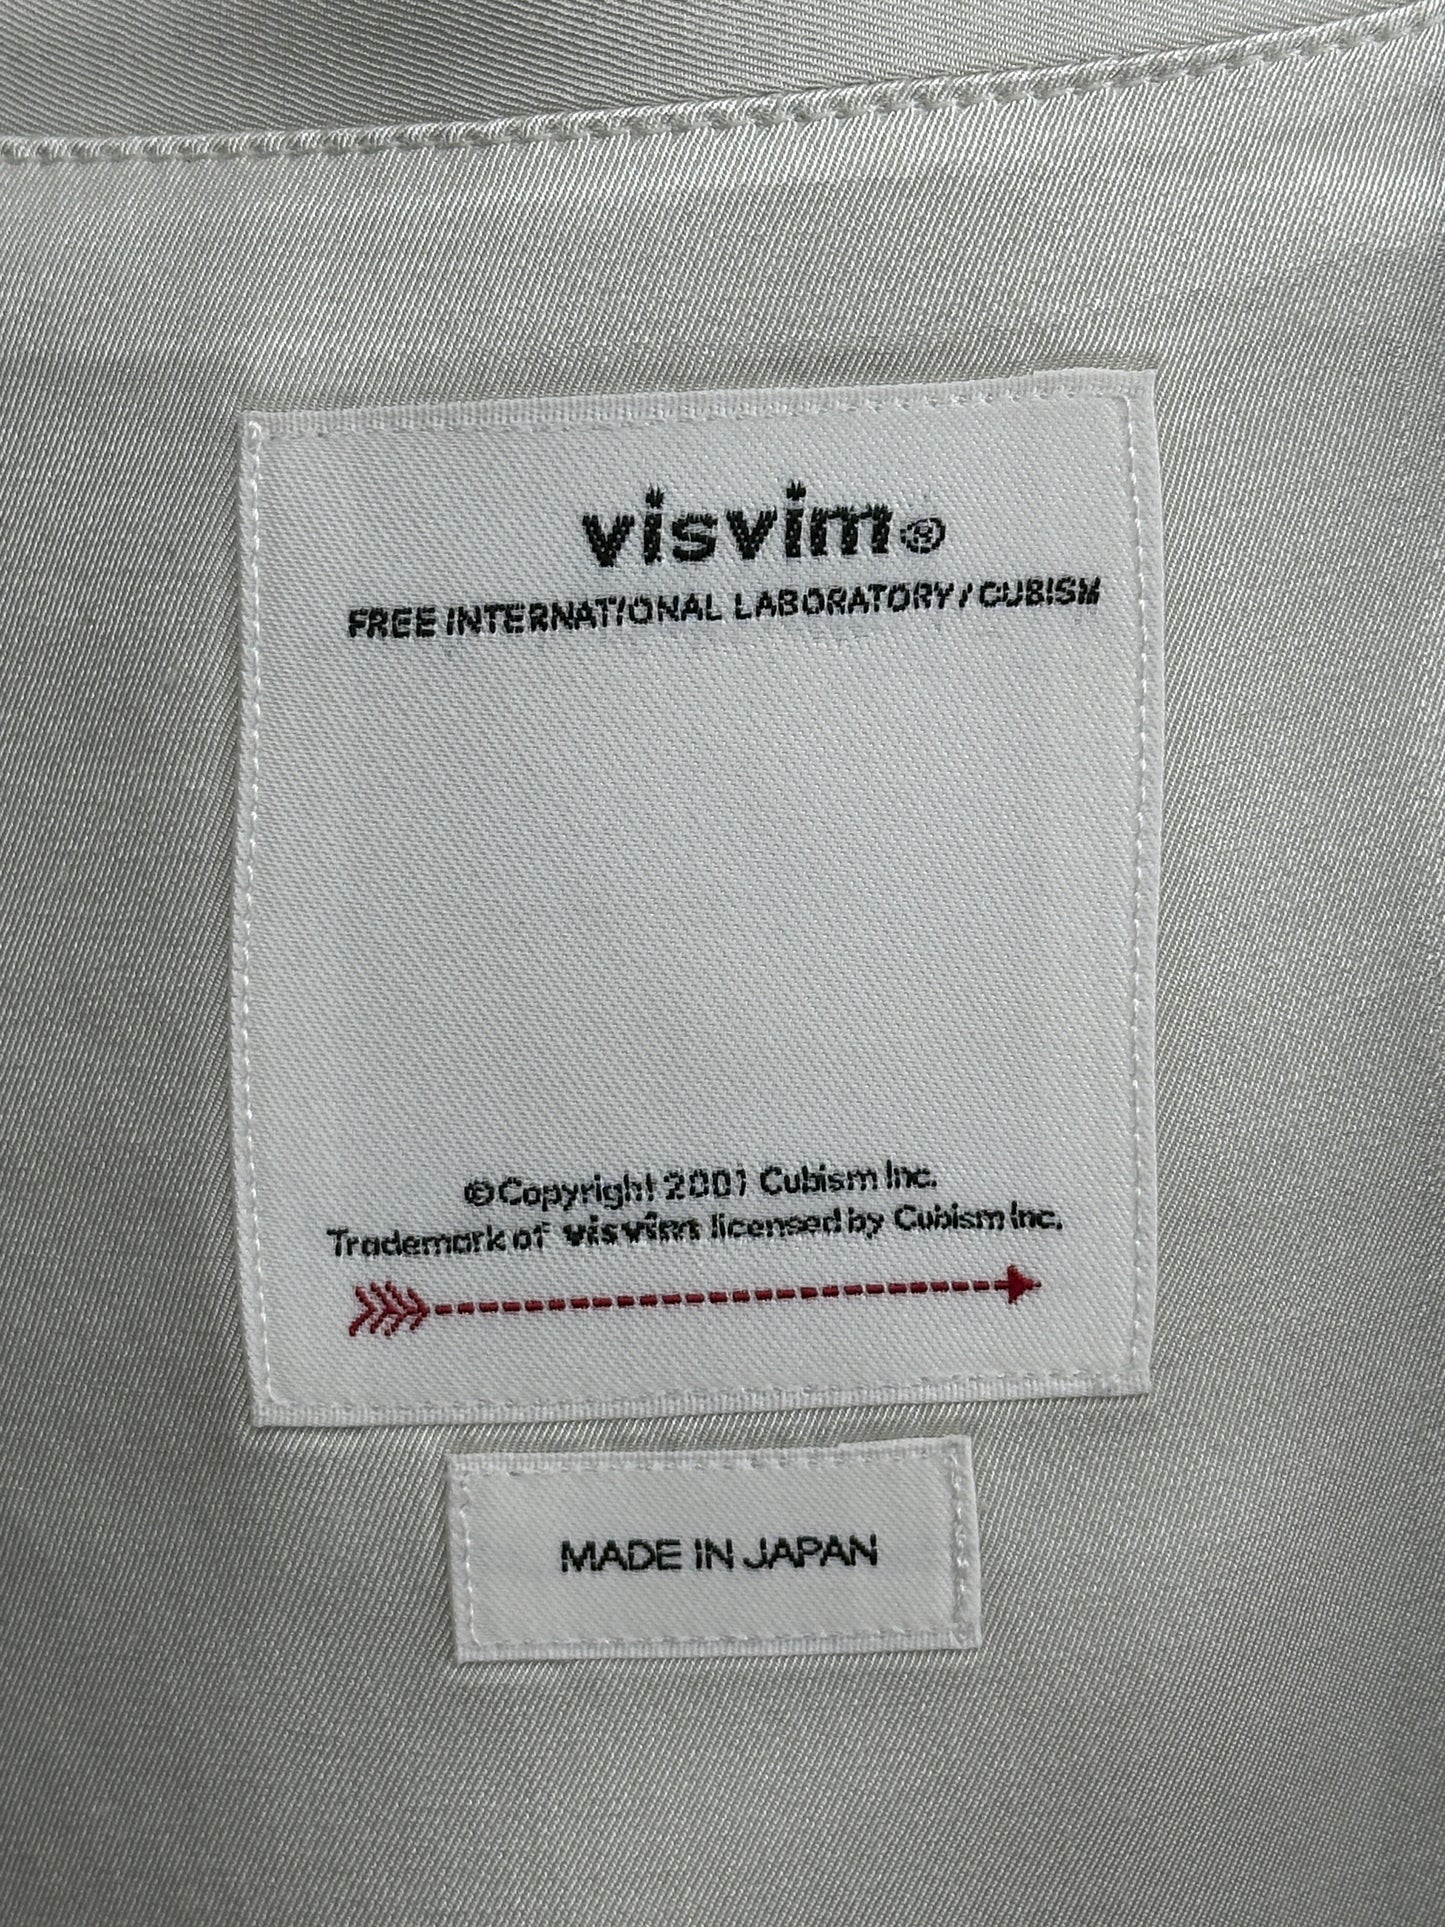 visvim®
FREE INTERNATIONAL LABORATORY / CUBISM
©Copyright 2001 Cubism Inc.
Trademark of visvim licensed by Cubism Inc.
MADE IN JAPAN